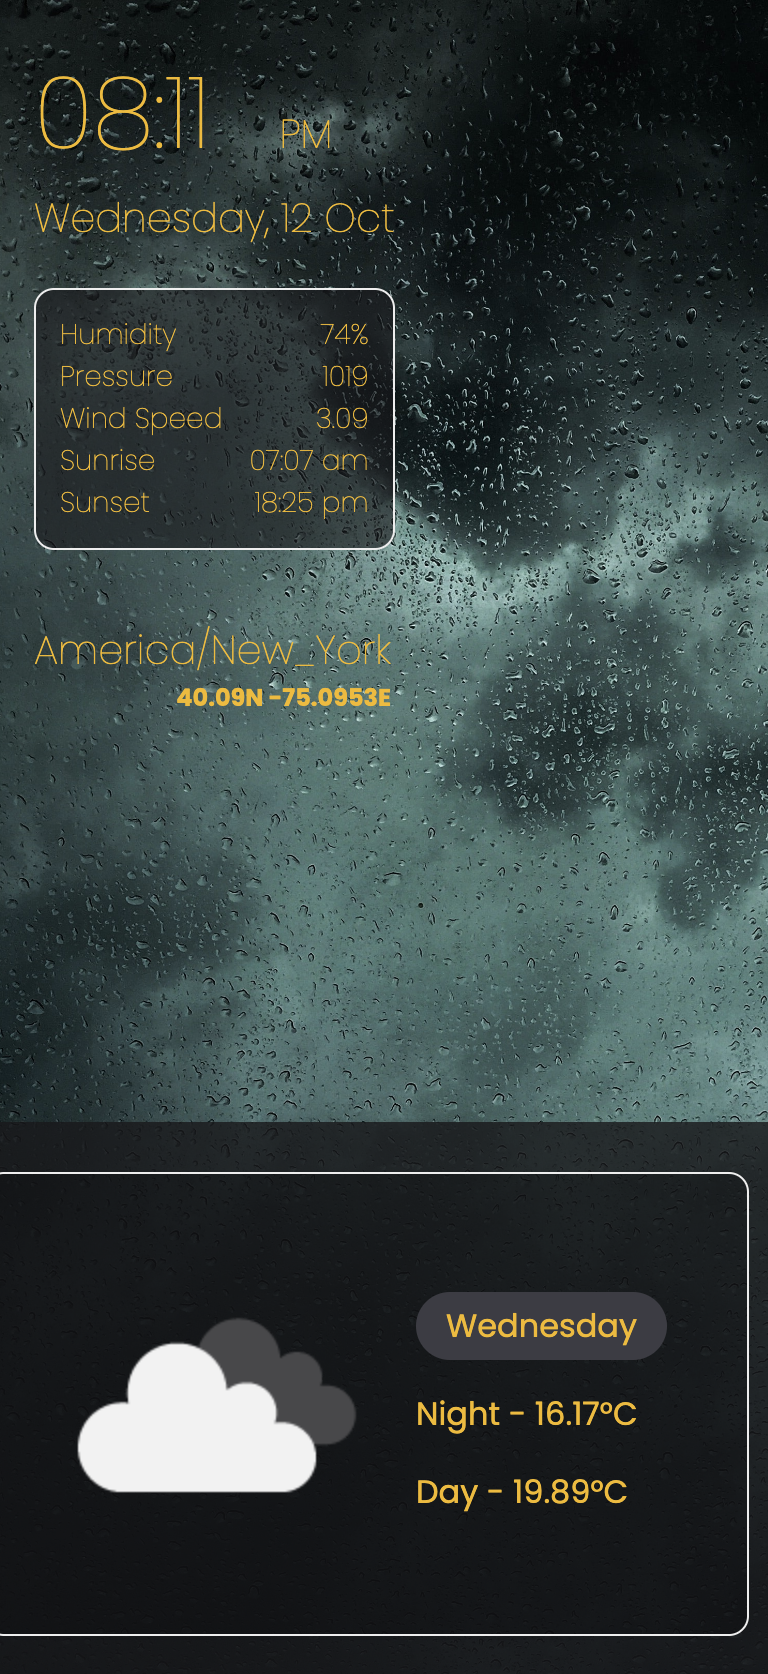 08:11 PM
Wednesday, 12 Oct
Humidity 74%
Pressure 1019
Wind Speed 3.09
Sunrise 07:07 am
Sunset 18:25 pm
America/New_York
40.09N -75.0953E
Wednesday
Night - 16.17°C
Day - 19.89°C